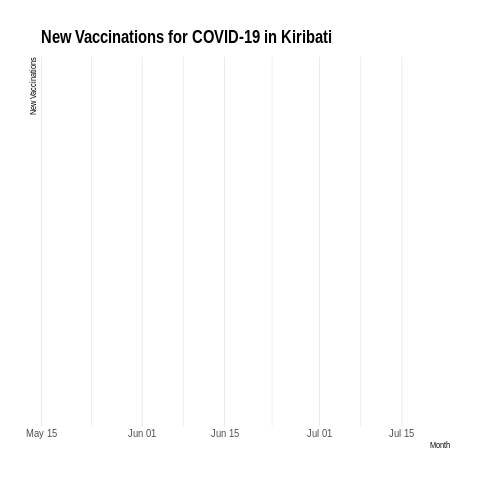 New Vaccinations for COVID-19 in Kiribati
New Vaccinations
May 15 Jun 01 Jun 15 Jul 01 Jul 15
Month